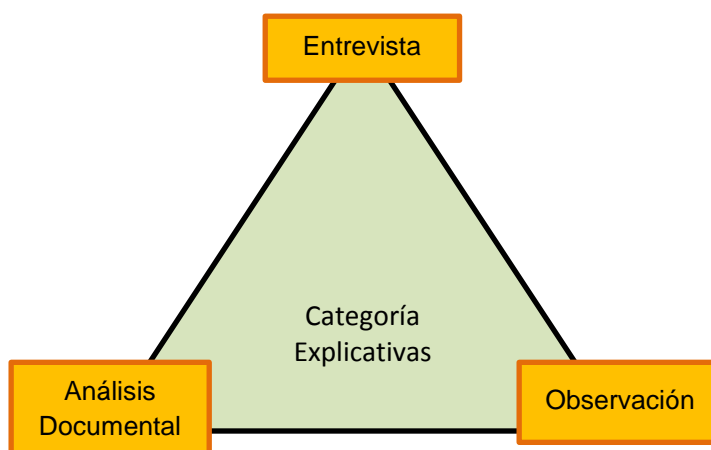 Entrevista
Categoría
Explicativas
Análisis
Documental
Observación